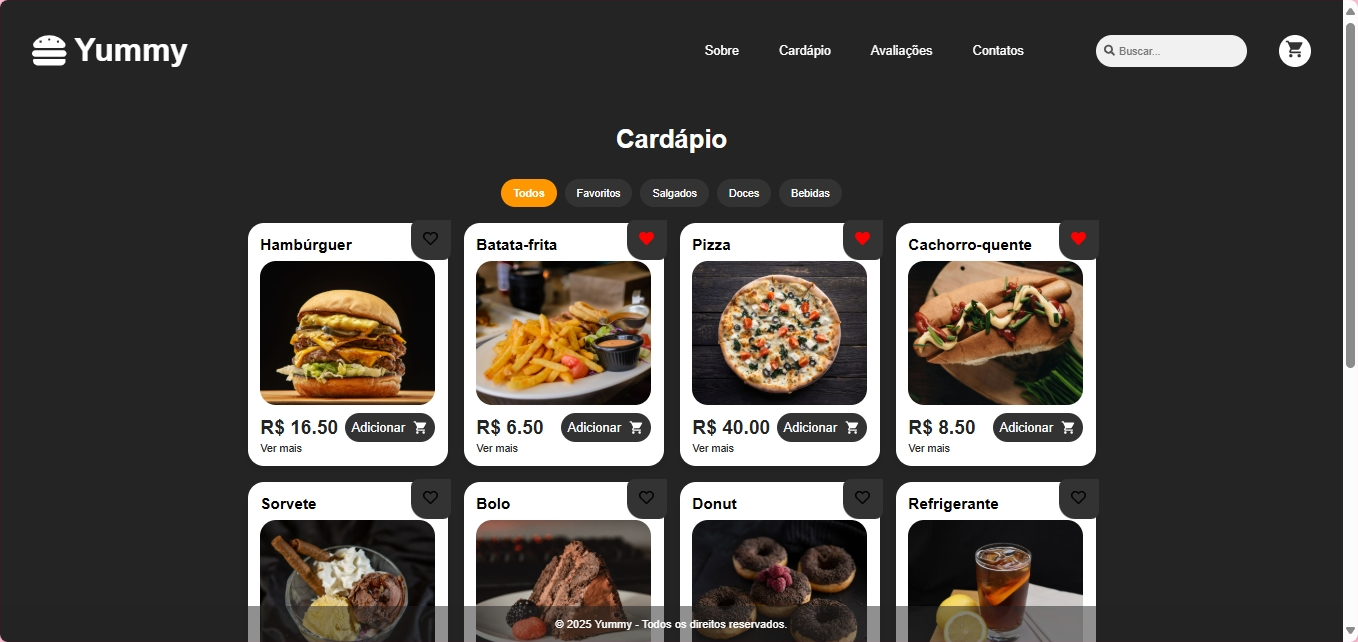 Yummy
Sobre Cardápio Avaliações Contatos Buscar...
Cardápio
Todos Favoritos Salgados Doces Bebidas
Hambúrguer Batata-frita Pizza Cachorro-quente
R$ 16.50 Adicionar R$ 6.50 Adicionar R$ 40.00 Adicionar R$ 8.50 Adicionar
Ver mais Ver mais Ver mais Ver mais
Sorvete Bolo Donut Refrigerante
© 2025 Yummy - Todos os direitos reservados.